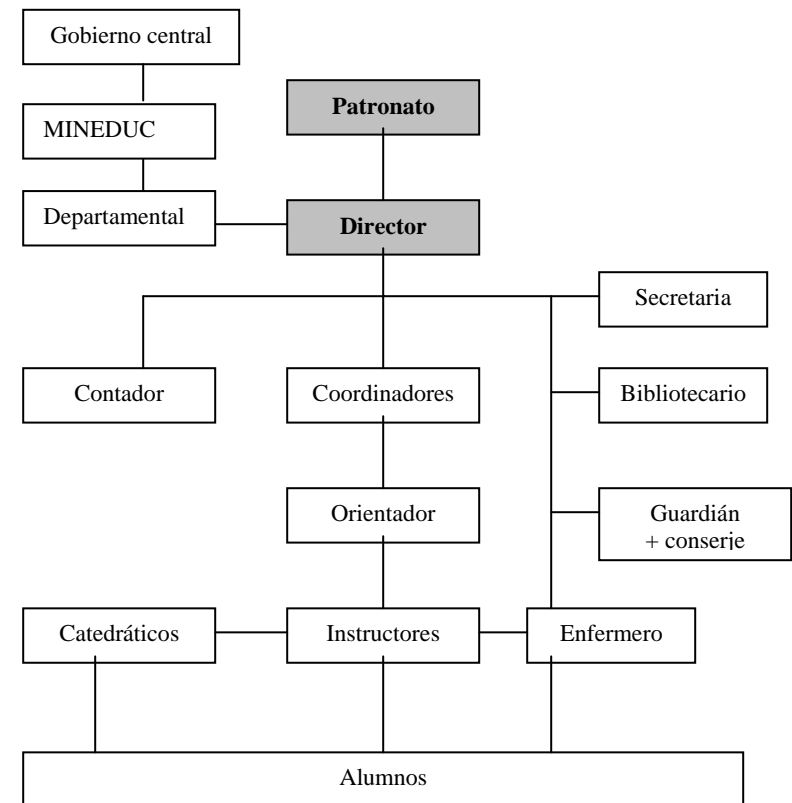 Gobierno central
Patronato
MINEDUC
Departamental
Director
Secretaria
Contador
Coordinadores
Bibliotecario
Orientador
Guardián
+ conserje
Catedráticos
Instructores
Enfermero
Alumnos